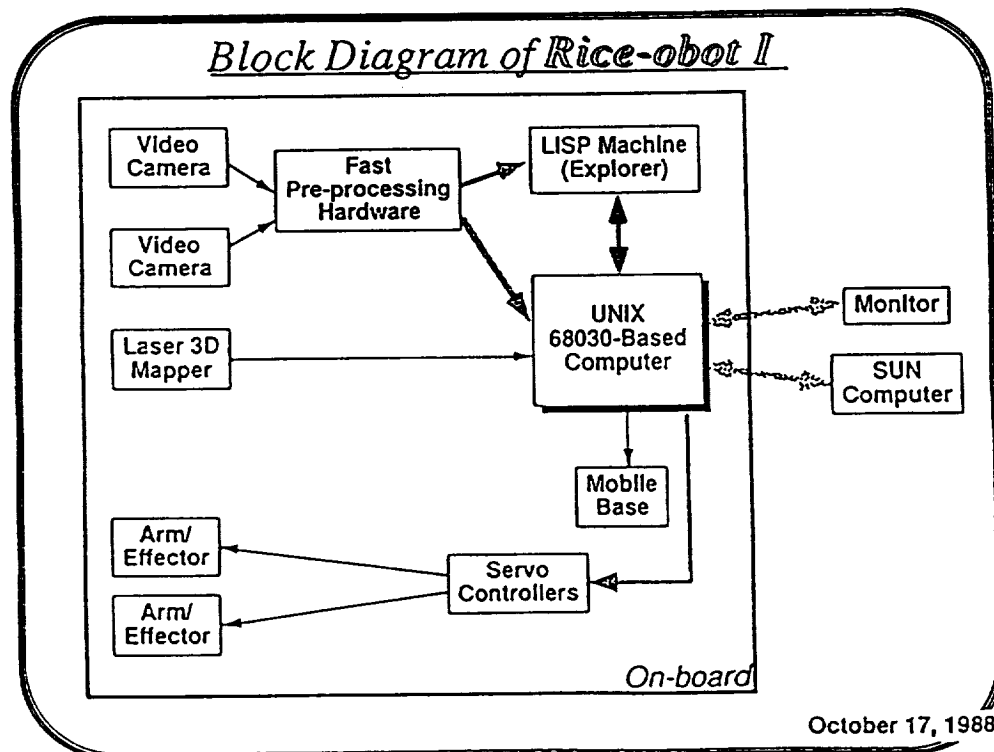 Block Diagram of Rice-obot I
Video
Camera
Fast
Pre-processing
Hardware
LISP Machine
(Explorer)
Video
Camera
UNIX
68030-Based
Computer
Monitor
Laser 3D
Mapper
SUN
Computer
Mobile
Base
Arm/
Effector
Servo
Controllers
Arm/
Effector
On-board
October 17, 1988